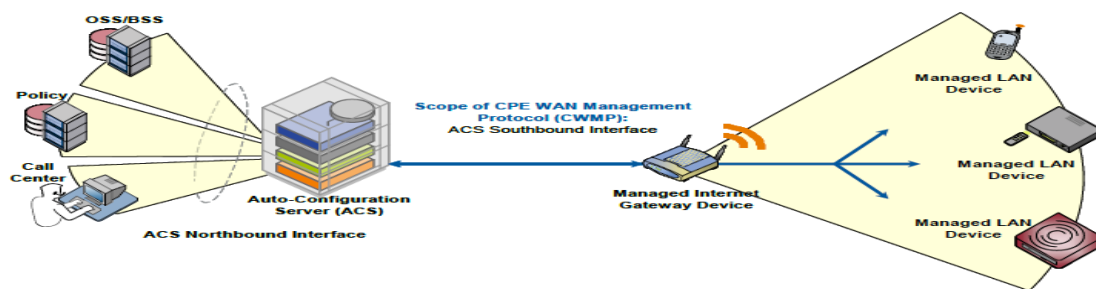 OSS/BSS
Policy
Call
Center
Auto-Configuration
Server (ACS)
ACS Northbound Interface
Scope of CPE WAN Management
Protocol (CWMP):
ACS Southbound Interface
Managed Internet
Gateway Device
Managed LAN
Device
Managed LAN
Device
Managed LAN
Device